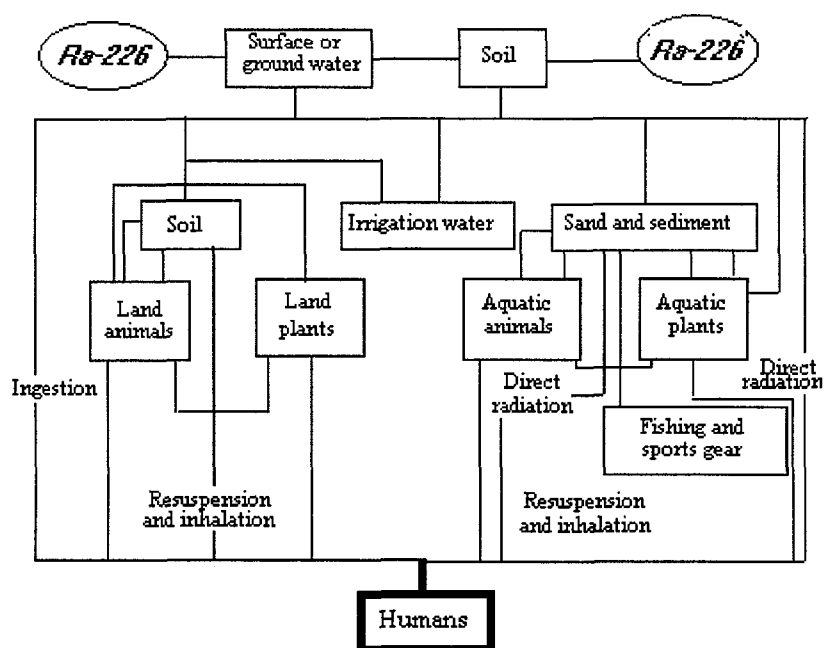 Ra-226
Surface or
ground water
Soil
Ra-226
Soil
Irrigation water
Sand and sediment
Land
animals
Land
plants
Aquatic
animals
Aquatic
plants
Ingestion
Direct
radiation
Direct
radiation
Fishing and
sports gear
Resuspension
and inhalation
Resuspension
and inhalation
Humans